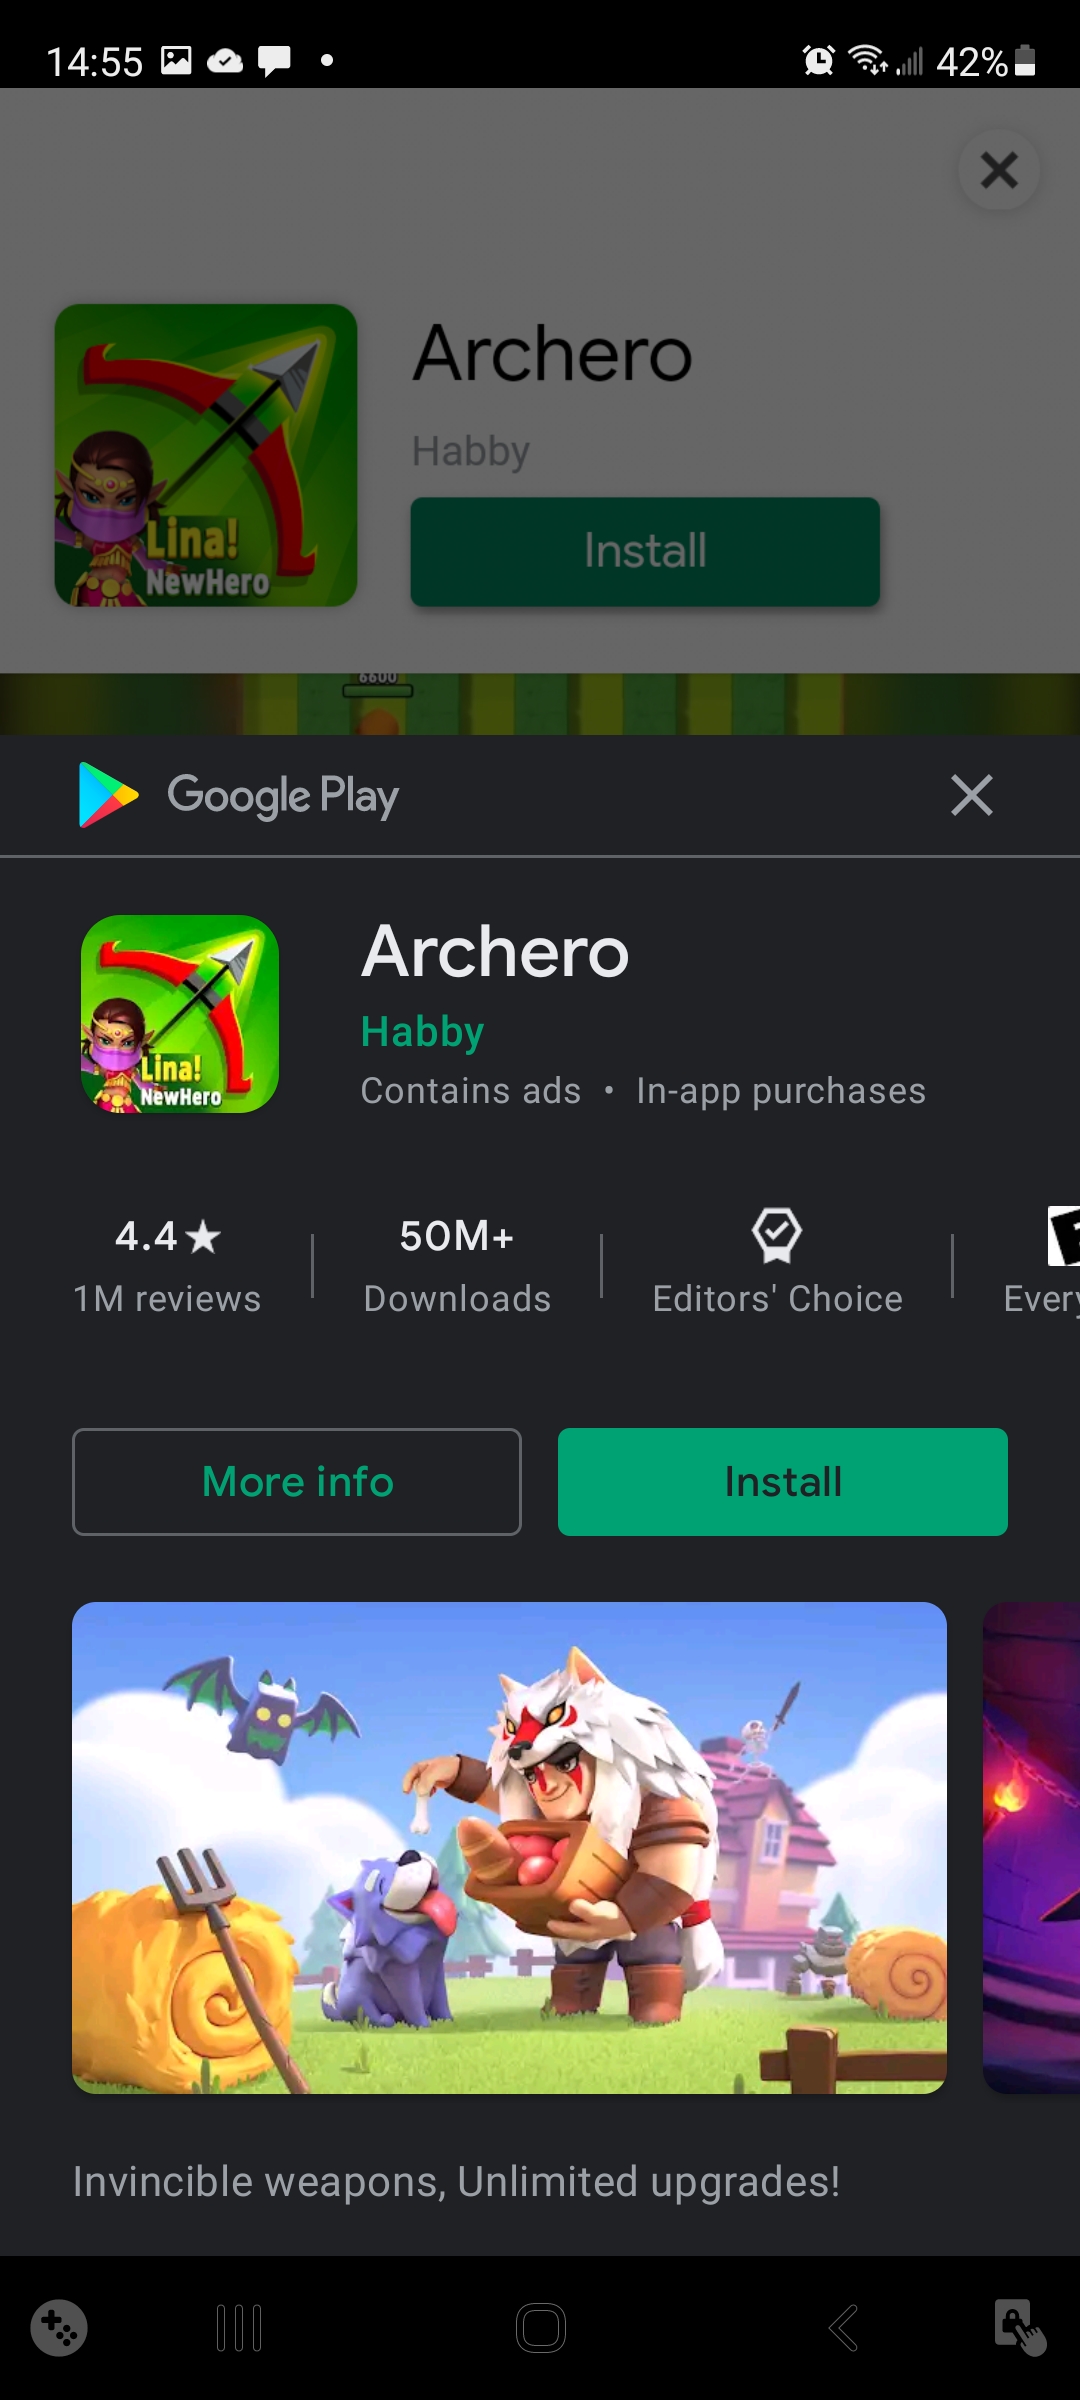 14:55
42%
Archero
Habby
Install
Lina!
NewHero
6600
Google Play
Archero
Habby
Contains ads • In-app purchases
Lina!
NewHero
4.4★
50M+
1M reviews
Downloads
Editors' Choice
Every
More info
Install
Invincible weapons, Unlimited upgrades!